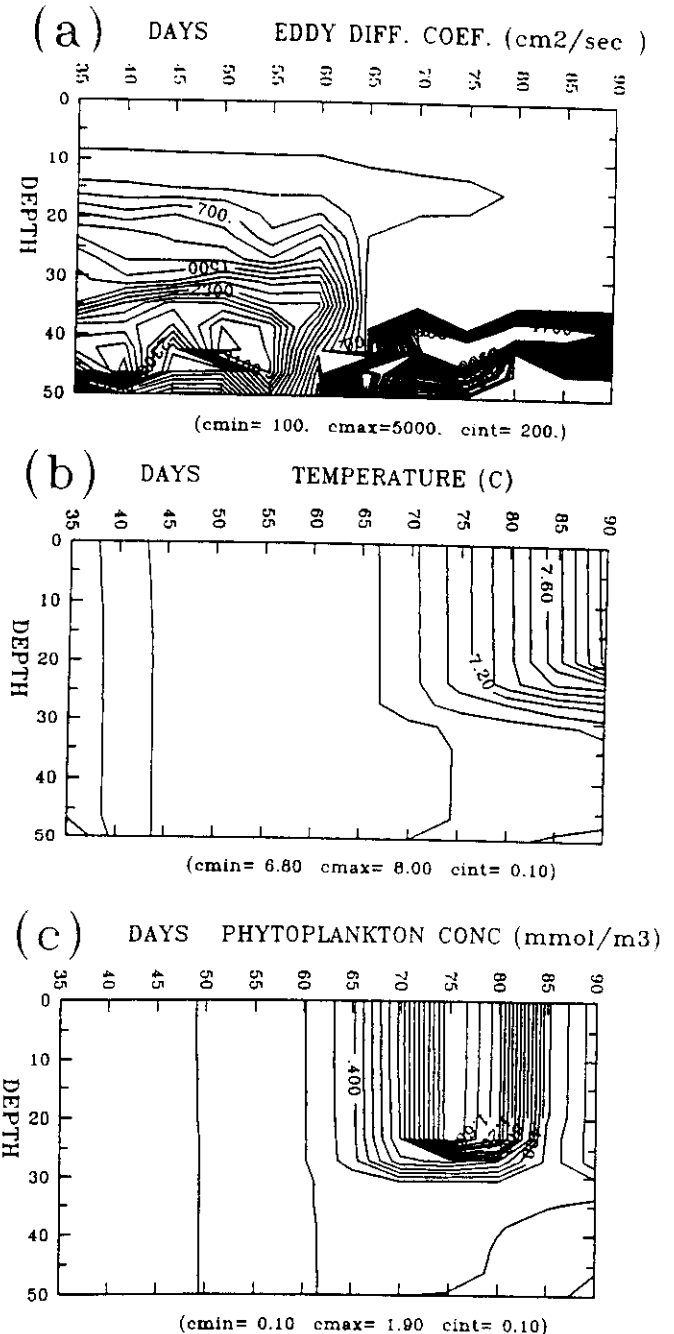 (a) DAYS EDDY DIFF. COEF. (cm2/sec )
35 40 45 50 55 60 65 70 75 80 85 90
0
10
20
30
40
50
DEPTH
700.
1500
2300
(cmin= 100. cmax=5000. cint= 200.)
(b) DAYS TEMPERATURE (C)
35 40 45 50 55 60 65 70 75 80 85 90
0
10
20
30
40
50
DEPTH
7.60
7.20
(cmin= 6.80 cmax= 8.00 cint= 0.10)
(c) DAYS PHYTOPLANKTON CONC (mmol/m3)
35 40 45 50 55 60 65 70 75 80 85 90
0
10
20
30
40
50
DEPTH
.400
(cmin= 0.10 cmax= 1.90 cint= 0.10)